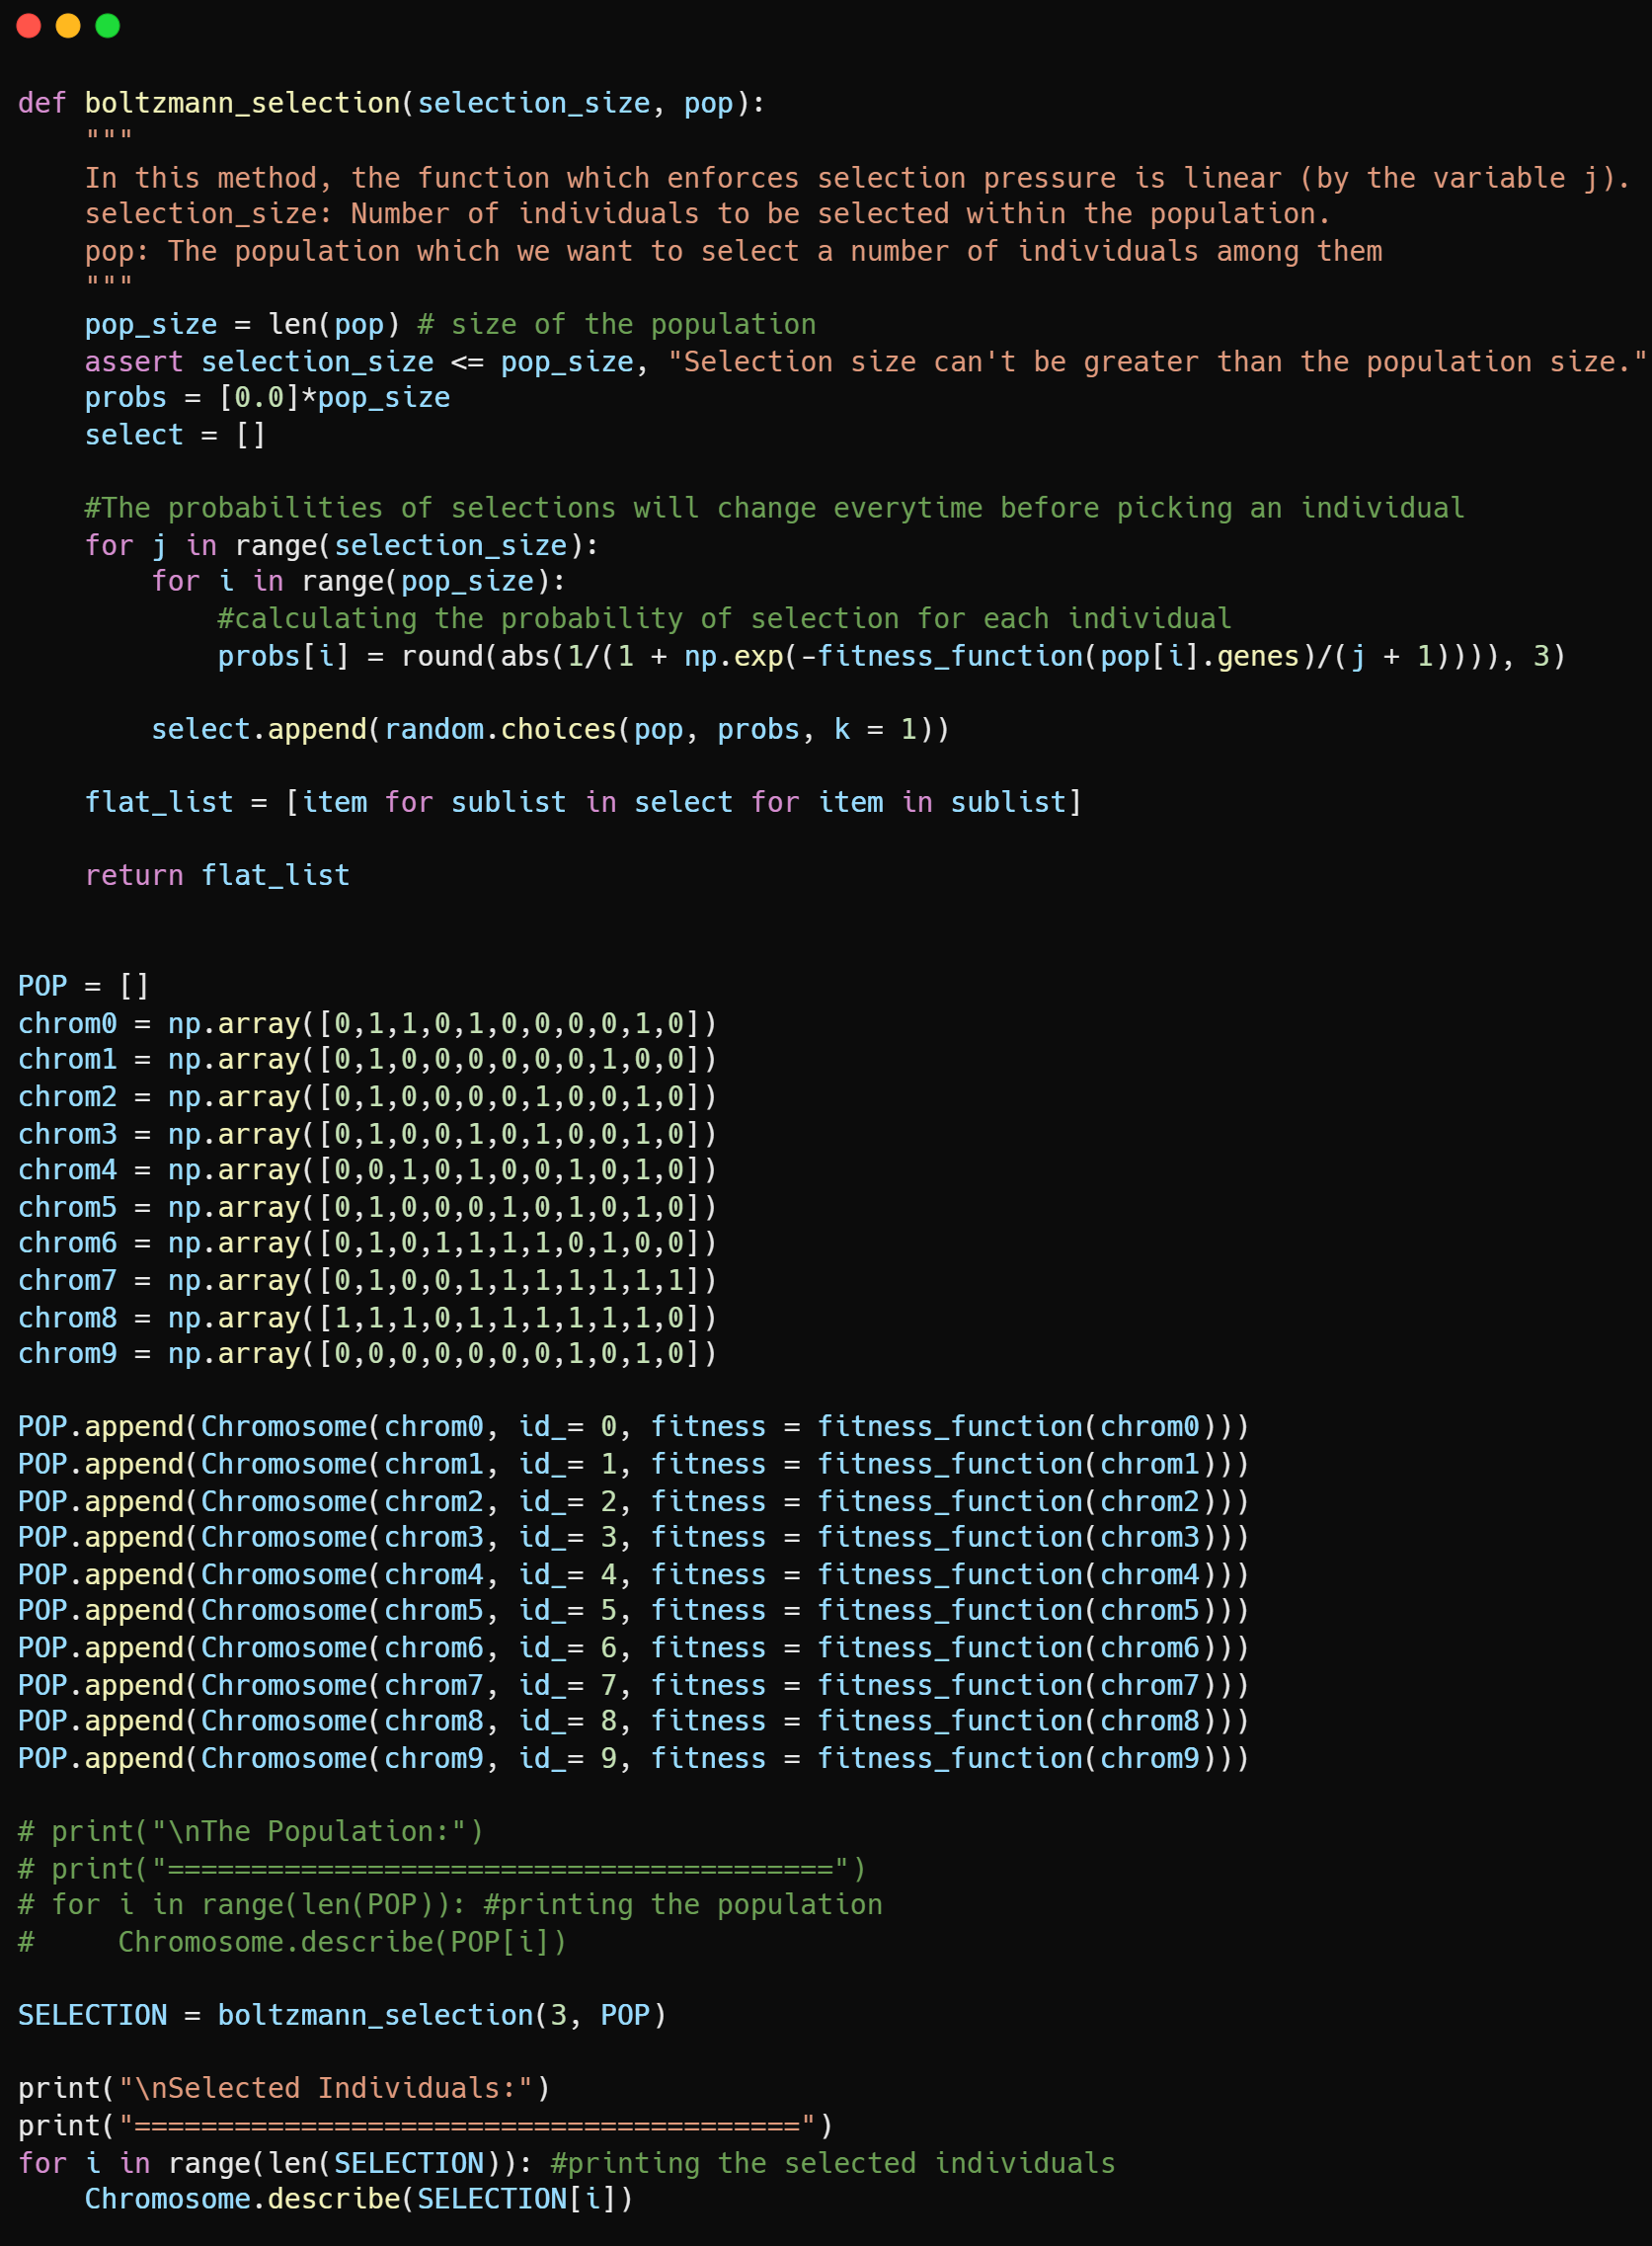 def boltzmann_selection(selection_size, pop):
    """
    In this method, the function which enforces selection pressure is linear (by the variable j).
    selection_size: Number of individuals to be selected within the population.
    pop: The population which we want to select a number of individuals among them
    """
    pop_size = len(pop) # size of the population
    assert selection_size <= pop_size, "Selection size can't be greater than the population size."
    probs = [0.0]*pop_size
    select = []

    #The probabilities of selections will change everytime before picking an individual
    for j in range(selection_size):
        for i in range(pop_size):
            #calculating the probability of selection for each individual
            probs[i] = round(abs(1/(1 + np.exp(-fitness_function(pop[i].genes)/(j + 1)))), 3)

        select.append(random.choices(pop, probs, k = 1))

    flat_list = [item for sublist in select for item in sublist]

    return flat_list


POP = []
chrom0 = np.array([0,1,1,0,1,0,0,0,0,1,0])
chrom1 = np.array([0,1,0,0,0,0,0,0,1,0,0])
chrom2 = np.array([0,1,0,0,0,0,1,0,0,1,0])
chrom3 = np.array([0,1,0,0,1,0,1,0,0,1,0])
chrom4 = np.array([0,0,1,0,1,0,0,1,0,1,0])
chrom5 = np.array([0,1,0,0,0,1,0,1,0,1,0])
chrom6 = np.array([0,1,0,1,1,1,1,0,1,0,0])
chrom7 = np.array([0,1,0,0,1,1,1,1,1,1,1])
chrom8 = np.array([1,1,1,0,1,1,1,1,1,1,0])
chrom9 = np.array([0,0,0,0,0,0,0,1,0,1,0])

POP.append(Chromosome(chrom0, id_= 0, fitness = fitness_function(chrom0)))
POP.append(Chromosome(chrom1, id_= 1, fitness = fitness_function(chrom1)))
POP.append(Chromosome(chrom2, id_= 2, fitness = fitness_function(chrom2)))
POP.append(Chromosome(chrom3, id_= 3, fitness = fitness_function(chrom3)))
POP.append(Chromosome(chrom4, id_= 4, fitness = fitness_function(chrom4)))
POP.append(Chromosome(chrom5, id_= 5, fitness = fitness_function(chrom5)))
POP.append(Chromosome(chrom6, id_= 6, fitness = fitness_function(chrom6)))
POP.append(Chromosome(chrom7, id_= 7, fitness = fitness_function(chrom7)))
POP.append(Chromosome(chrom8, id_= 8, fitness = fitness_function(chrom8)))
POP.append(Chromosome(chrom9, id_= 9, fitness = fitness_function(chrom9)))

# print("\nThe Population:")
# print("========================================")
# for i in range(len(POP)): #printing the population
#     Chromosome.describe(POP[i])

SELECTION = boltzmann_selection(3, POP)

print("\nSelected Individuals:")
print("========================================")
for i in range(len(SELECTION)): #printing the selected individuals
    Chromosome.describe(SELECTION[i])